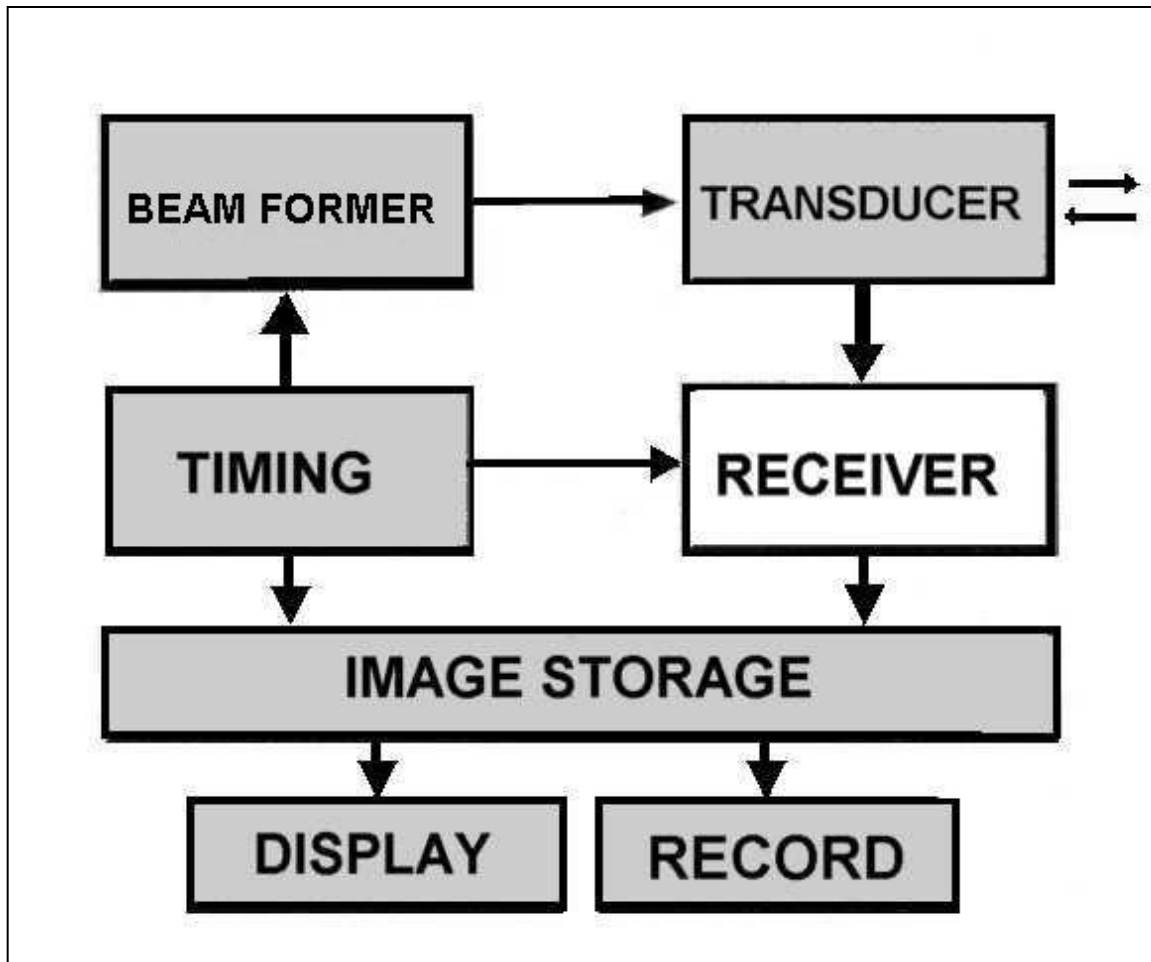 BEAM FORMER
TRANSDUCER
TIMING
RECEIVER
IMAGE STORAGE
DISPLAY
RECORD